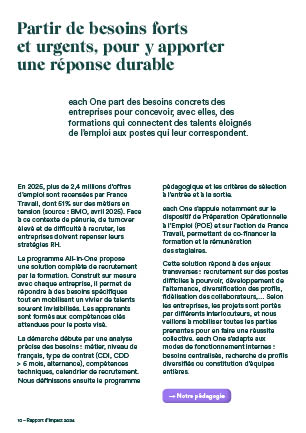 Partir de besoins forts
et urgents, pour y apporter
une réponse durable
each One part des besoins concrets des
entreprises pour concevoir, avec elles, des
formations qui connectent des talents éloignés
de l'emploi aux postes qui leur correspondent.
En 2025, plus de 2,4 millions d'offres
d'emploi sont recensées par France
Travail, dont 51% sur des métiers en
tension (source : BMO, avril 2025). Face
à ce contexte de pénurie, de turnover
élevé et de difficulté à recruter, les
entreprises doivent repenser leurs
stratégies RH.
Le programme All-in-One propose
une solution complète de recrutement
par la formation. Construit sur mesure
avec chaque entreprise, il permet de
répondre à des besoins spécifiques
tout en mobilisant un vivier de talents
souvent invisibilisés. Les apprenants
sont formés aux compétences clés
attendues pour le poste visé.
La démarche débute par une analyse
précise des besoins : métier, niveau de
français, type de contrat (CDI, CDD
> 6 mois, alternance), compétences
techniques, calendrier de recrutement.
Nous définissons ensuite le programme
pédagogique et les critères de sélection
à l'entrée et à la sortie.
each One s'appuie notamment sur le
dispositif de Préparation Opérationnelle
à l'Emploi (POE) et sur l'action de France
Travail, permettant de co-financer la
formation et la rémunération
des stagiaires.
Cette solution répond à des enjeux
transverses : recrutement sur des postes
difficiles à pourvoir, développement de
l'alternance, diversification des profils,
fidélisation des collaborateurs,... Selon
les entreprises, les projets sont portés
par différents interlocuteurs, et nous
veillons à mobiliser toutes les parties
prenantes pour en faire une réussite
collective. each One s'adapte aux
modes de fonctionnement internes :
besoins centralisés, recherche de profils
diversifiés ou constitution d'équipes
entières.
→ Notre pédagogie
10 – Rapport d'impact 2024